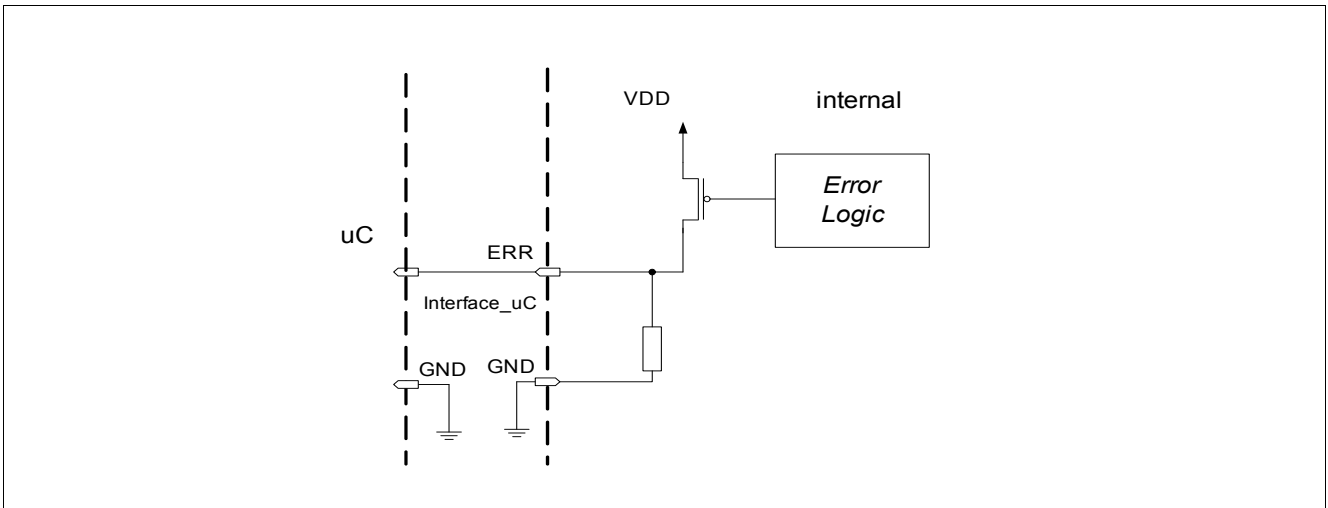 VDD
internal
Error
Logic
uC
ERR
Interface_uC
GND
GND